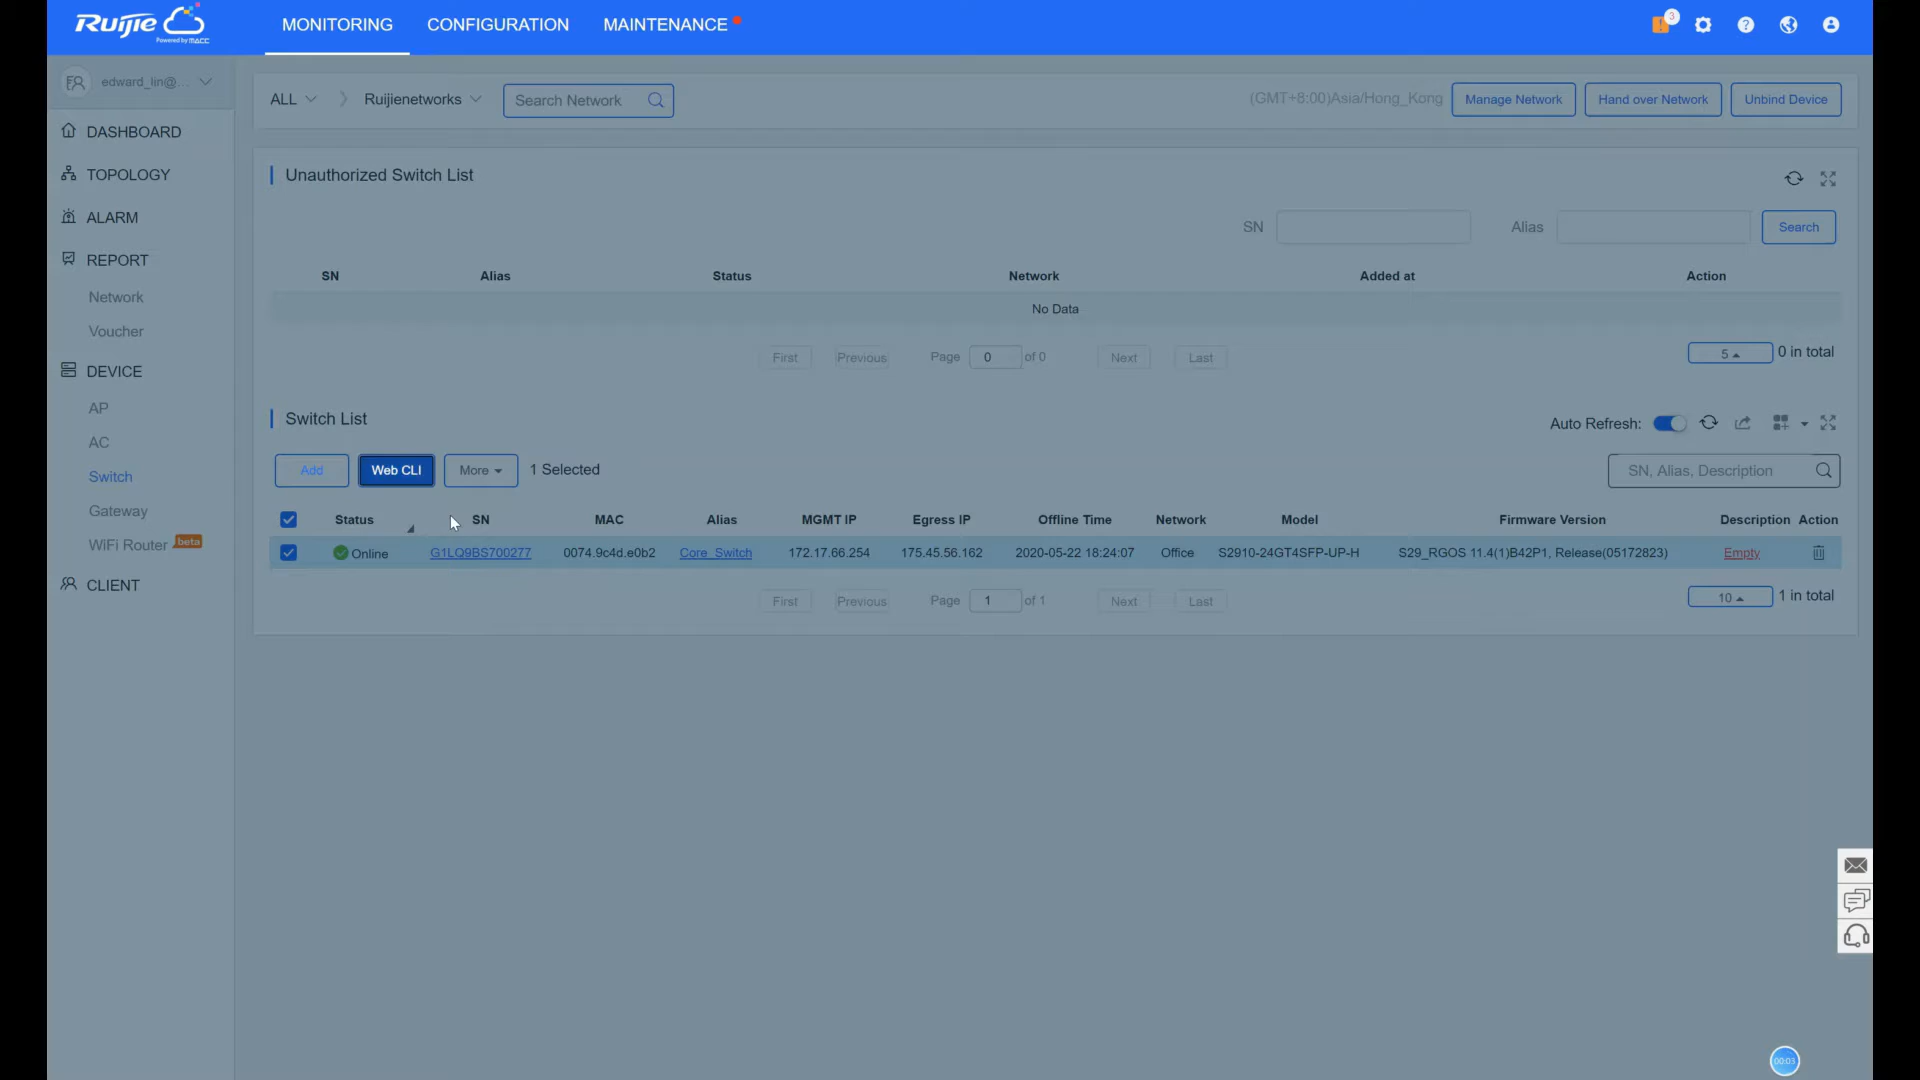 Ruijie
Powered by MACC
MONITORING
CONFIGURATION
MAINTENANCE
3
edward_lin@...
ALL
Ruijienetworks
Search Network
(GMT+8:00)Asia/Hong_Kong
Manage Network
Hand over Network
Unbind Device
DASHBOARD
TOPOLOGY
ALARM
REPORT
Network
Voucher
DEVICE
AP
AC
Switch
Gateway
WiFi Router beta
CLIENT
Unauthorized Switch List
SN
Alias
Search
SN Alias Status Network Added at Action
No Data
First Previous Page 0 of 0 Next Last
5 0 in total
Switch List
Auto Refresh:
Add Web CLI More 1 Selected
SN, Alias, Description
Status SN MAC Alias MGMT IP Egress IP Offline Time Network Model Firmware Version Description Action
Online G1LQ9BS700277 0074.9c4d.e0b2 Core_Switch 172.17.66.254 175.45.56.162 2020-05-22 18:24:07 Office S2910-24GT4SFP-UP-H S29_RGOS 11.4(1)B42P1, Release(05172823) Empty
First Previous Page 1 of 1 Next Last
10 1 in total
00:03